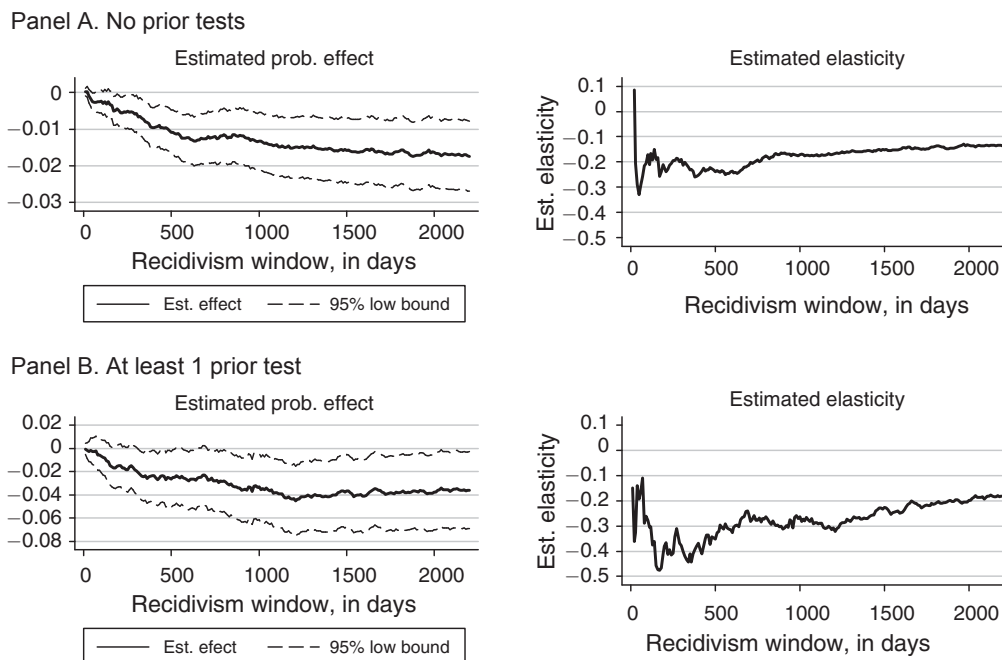 Panel A. No prior tests
Estimated prob. effect
0
−0.01
−0.02
−0.03
0 500 1000 1500 2000
Recidivism window, in days
Est. effect 95% low bound
Estimated elasticity
Est. elasticity
0.1
0
−0.1
−0.2
−0.3
−0.4
−0.5
0 500 1000 1500 2000
Recidivism window, in days
Panel B. At least 1 prior test
Estimated prob. effect
0.02
0
−0.02
−0.04
−0.06
−0.08
0 500 1000 1500 2000
Recidivism window, in days
Est. efect 95% low bound
Estimated elasticity
Est. elasticity
0.1
0
−0.1
−0.2
−0.3
−0.4
−0.5
0 500 1000 1500 2000
Recidivism window, in days